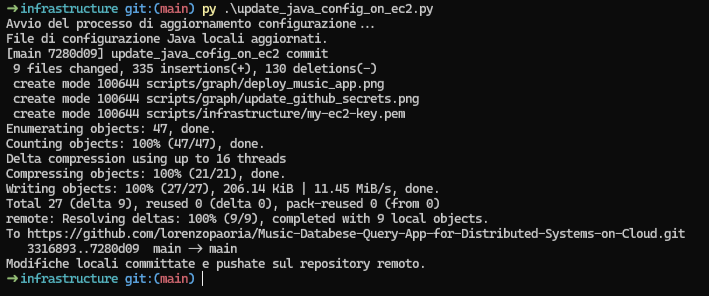 → infrastructure git:(main) py .\update_java_config_on_ec2.py
Avvio del processo di aggiornamento configurazione...
File di configurazione Java locali aggiornati.
[main 7280d09] update_java_cofig_on_ec2 commit
 9 files changed, 335 insertions(+), 130 deletions(-)
 create mode 100644 scripts/graph/deploy_music_app.png
 create mode 100644 scripts/graph/update_github_secrets.png
 create mode 100644 scripts/infrastructure/my-ec2-key.pem
Enumerating objects: 47, done.
Counting objects: 100% (47/47), done.
Delta compression using up to 16 threads
Compressing objects: 100% (21/21), done.
Writing objects: 100% (27/27), 206.14 KiB | 11.45 MiB/s, done.
Total 27 (delta 9), reused 0 (delta 0), pack-reused 0 (from 0)
remote: Resolving deltas: 100% (9/9), completed with 9 local objects.
To https://github.com/lorenzopaoria/Music-Databese-Query-App-for-Distributed-Systems-on-Cloud.git
   3316893..7280d09  main -> main
Modifiche locali committate e pushate sul repository remoto.
→ infrastructure git:(main)